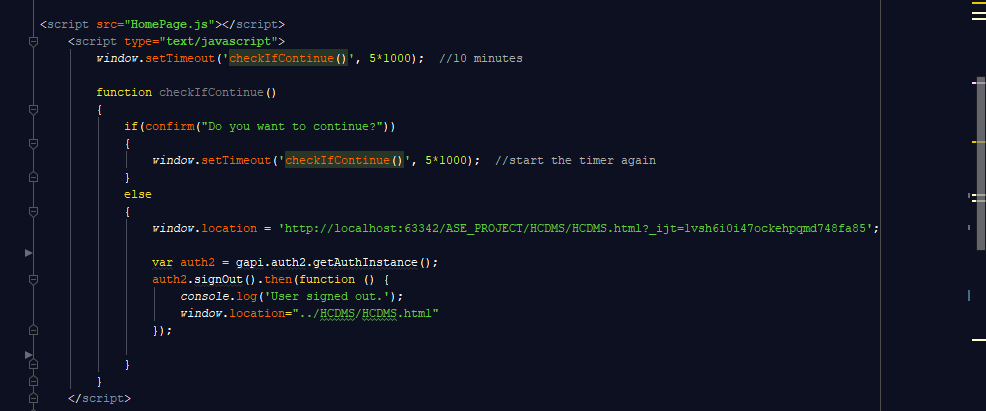 <script src="HomePage.js"></script>
<script type="text/javascript">
window.setTimeout('checkIfContinue()', 5*1000);  //10 minutes
function checkIfContinue()
{
if(confirm("Do you want to continue?"))
{
window.setTimeout('checkIfContinue()', 5*1000);  //start the timer again
}
else
{
window.location = 'http://localhost:63342/ASE_PROJECT/HCDMS/HCDMS.html?_ijt=lvsh6i0i47ockehpqmd748fa85';
var auth2 = gapi.auth2.getAuthInstance();
auth2.signOut().then(function () {
console.log('User signed out.');
window.location="../HCDMS/HCDMS.html"
});
}
}
</script>